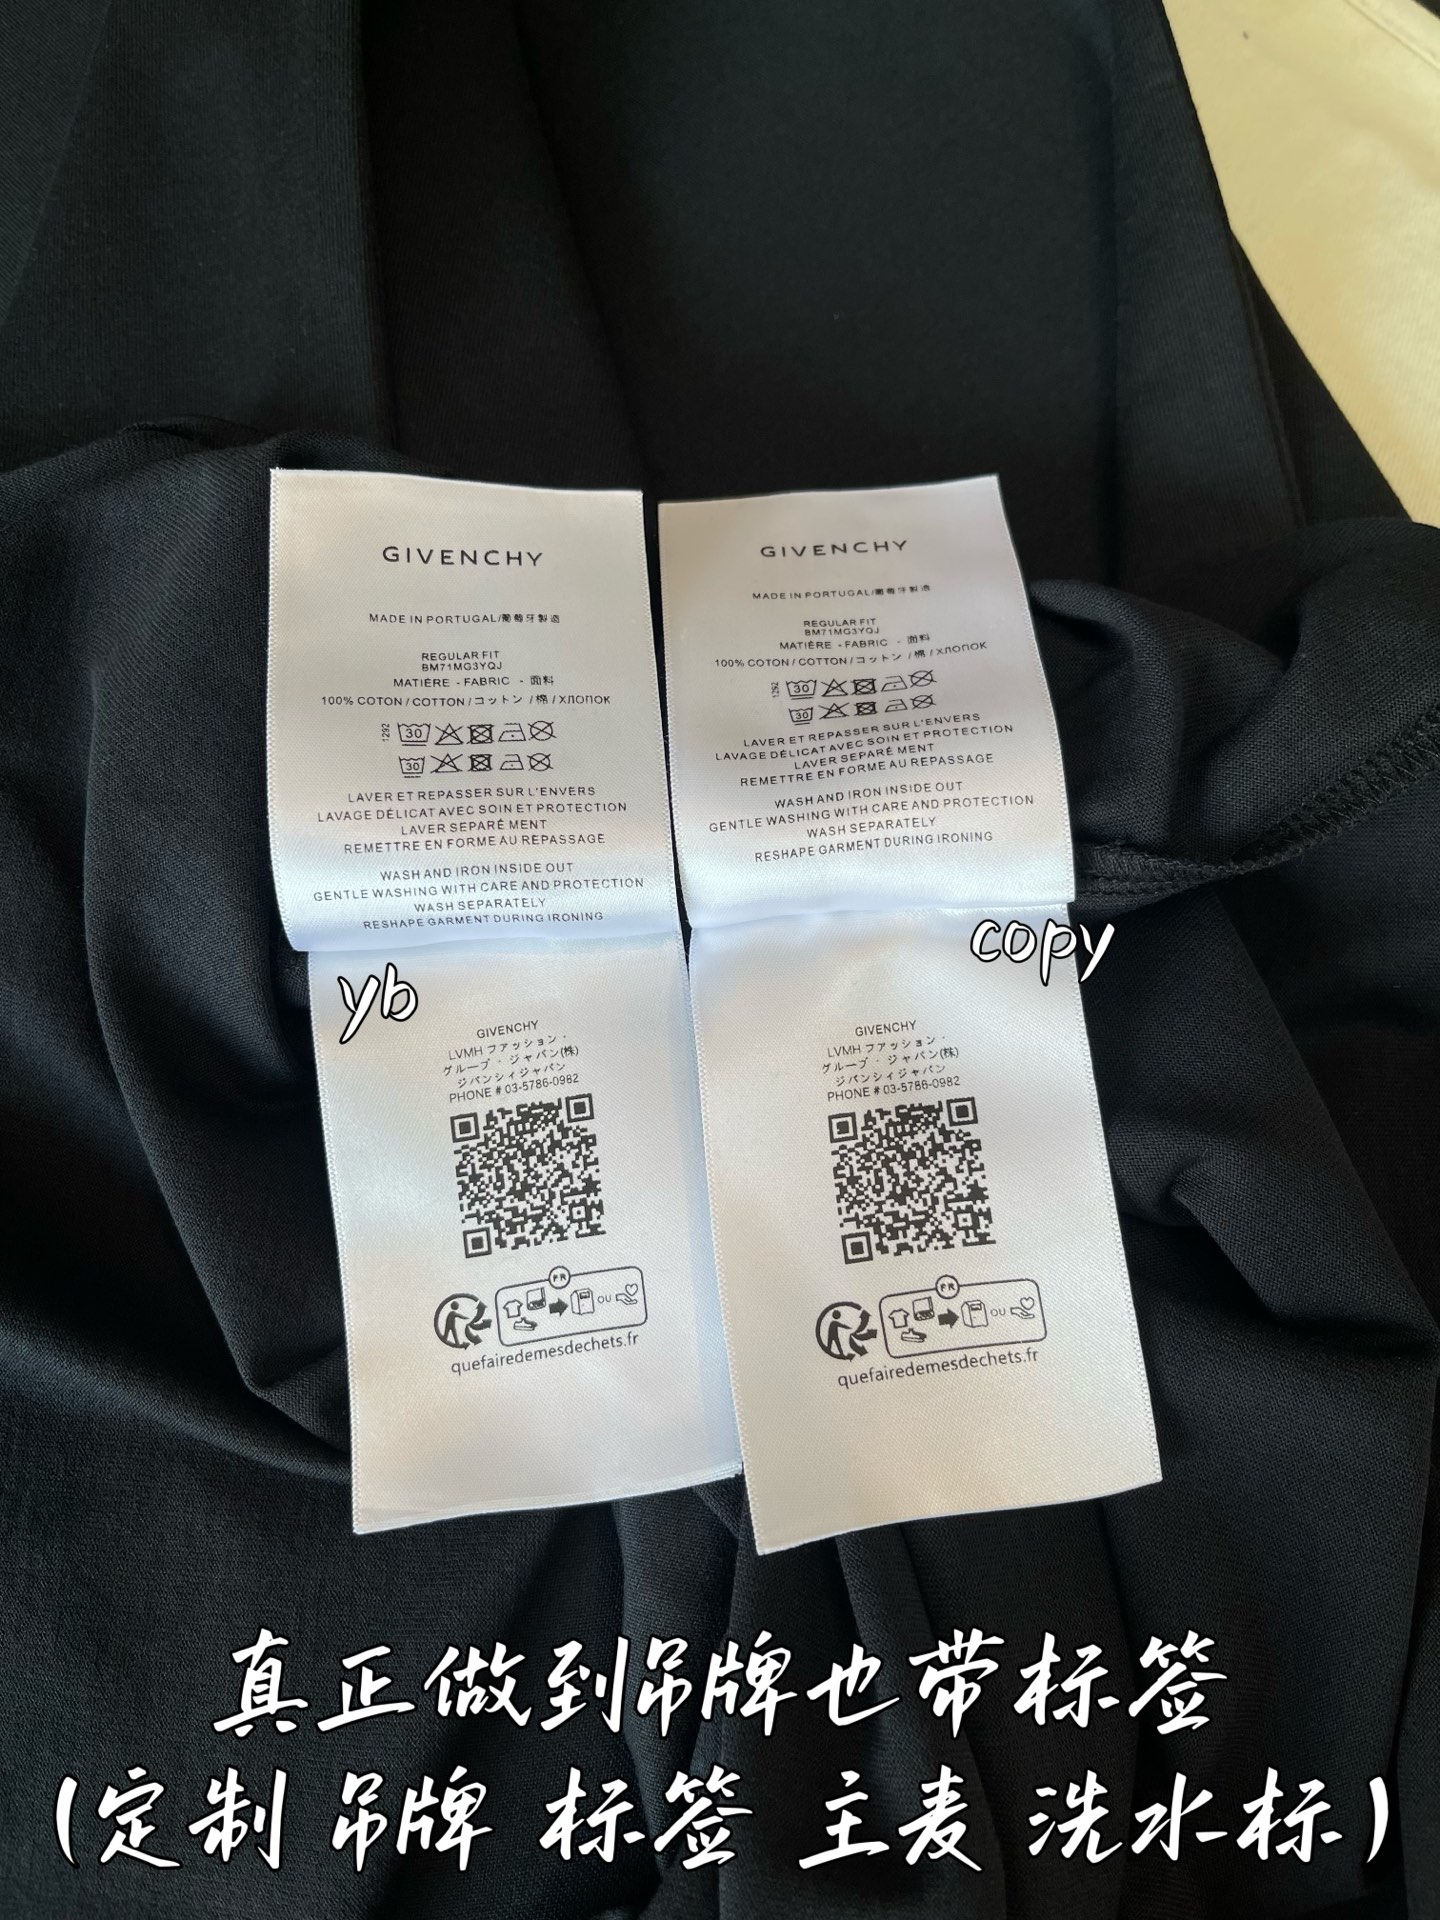 GIVENCHY
MADE IN PORTUGAL/葡萄牙製造
REGULAR FIT
BM71MG3YQJ
MATIÈRE - FABRIC - 面料
100% COTON / COTTON / コットン / 棉 / ХЛОПОК
1292
30
30
LAVER ET REPASSER SUR L'ENVERS
LAVAGE DÉLICAT AVEC SOIN ET PROTECTION
LAVER SEPARÉ MENT
REMETTRE EN FORME AU REPASSAGE
WASH AND IRON INSIDE OUT
GENTLE WASHING WITH CARE AND PROTECTION
WASH SEPARATELY
RESHAPE GARMENT DURING IRONING
yb
GIVENCHY
LVMH ファッション・
グループ・ジャパン(株)
ジバンシィジャパン
PHONE # 03-5786-0982
FR
OU
quefairedemesdechets.fr
GIVENCHY
MADE IN PORTUGAL/葡萄牙製造
REGULAR FIT
BM71MG3YQJ
MATIÈRE - FABRIC - 面料
100% COTON / COTTON / コットン / 棉 / ХЛОПОК
1292
30
30
LAVER ET REPASSER SUR L'ENVERS
LAVAGE DÉLICAT AVEC SOIN ET PROTECTION
LAVER SEPARÉ MENT
REMETTRE EN FORME AU REPASSAGE
WASH AND IRON INSIDE OUT
GENTLE WASHING WITH CARE AND PROTECTION
WASH SEPARATELY
RESHAPE GARMENT DURING IRONING
copy
GIVENCHY
LVMH ファッション・
グループ・ジャパン(株)
ジバンシィジャパン
PHONE # 03-5786-0982
FR
OU
quefairedemesdechets.fr
真正做到吊牌也带标签
(定制 吊牌 标签 主麦 洗水标)